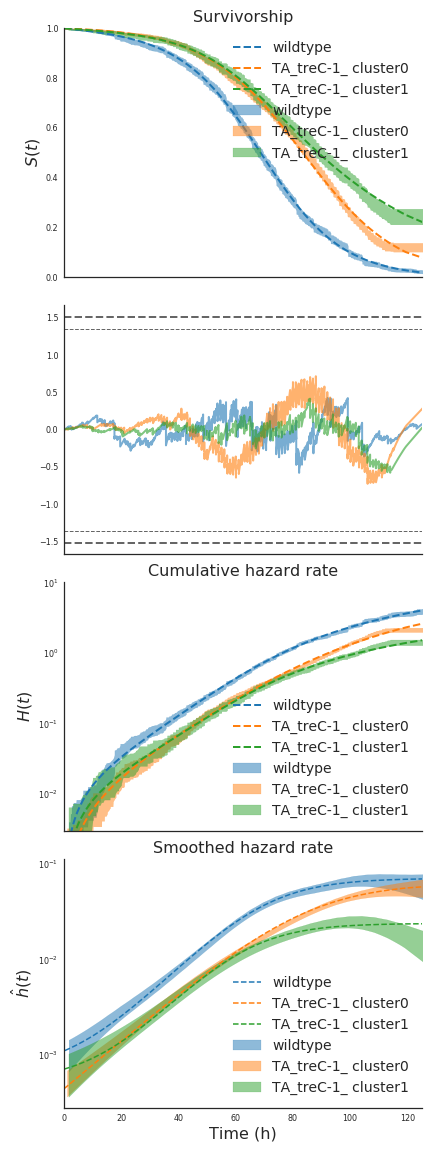 Survivorship
S(t)
1.0
0.8
0.6
0.4
0.2
0.0
wildtype
TA_treC-1_ cluster0
TA_treC-1_ cluster1
wildtype
TA_treC-1_ cluster0
TA_treC-1_ cluster1
1.5
1.0
0.5
0.0
−0.5
−1.0
−1.5
Cumulative hazard rate
H(t)
10¹
10⁰
10⁻¹
10⁻²
wildtype
TA_treC-1_ cluster0
TA_treC-1_ cluster1
wildtype
TA_treC-1_ cluster0
TA_treC-1_ cluster1
Smoothed hazard rate
ĥ(t)
10⁻¹
10⁻²
10⁻³
wildtype
TA_treC-1_ cluster0
TA_treC-1_ cluster1
wildtype
TA_treC-1_ cluster0
TA_treC-1_ cluster1
0 20 40 60 80 100 120
Time (h)